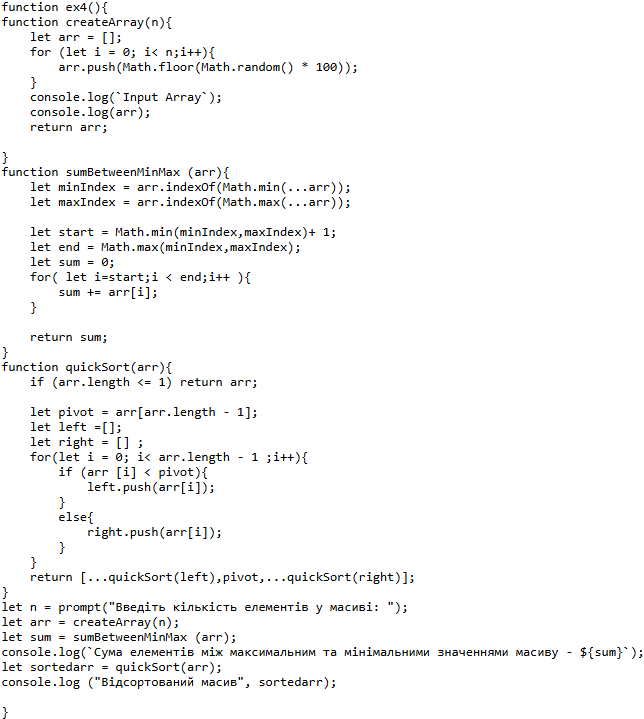 function ex4(){
function createArray(n){
    let arr = [];
    for (let i = 0; i< n;i++){
        arr.push(Math.floor(Math.random() * 100));
    }
    console.log(`Input Array`);
    console.log(arr);
    return arr;

}
function sumBetweenMinMax (arr){
    let minIndex = arr.indexOf(Math.min(...arr));
    let maxIndex = arr.indexOf(Math.max(...arr));

    let start = Math.min(minIndex,maxIndex)+ 1;
    let end = Math.max(minIndex,maxIndex);
    let sum = 0;
    for( let i=start;i < end;i++ ){
        sum += arr[i];
    }

    return sum;
}
function quickSort(arr){
    if (arr.length <= 1) return arr;

    let pivot = arr[arr.length - 1];
    let left =[];
    let right = [] ;
    for(let i = 0; i< arr.length - 1 ;i++){
        if (arr [i] < pivot){
            left.push(arr[i]);
        }
        else{
            right.push(arr[i]);
        }
    }
    return [...quickSort(left),pivot,...quickSort(right)];
}
let n = prompt("Введіть кількість елементів у масиві: ");
let arr = createArray(n);
let sum = sumBetweenMinMax (arr);
console.log(`Сума елементів між максимальним та мінімальними значеннями масиву - ${sum}`);
let sortedarr = quickSort(arr);
console.log ("Відсортований масив", sortedarr);

}